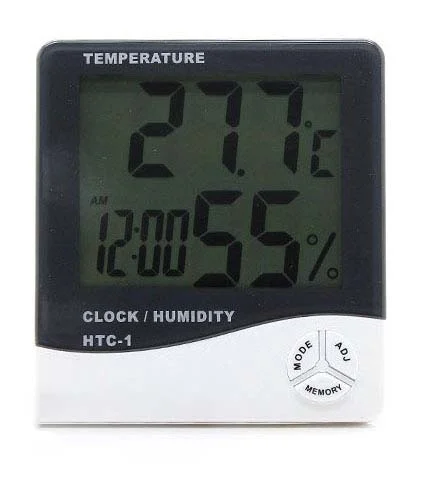 TEMPERATURE
27.7°C
AM
12:00 55%
CLOCK / HUMIDITY
HTC-1
MODE
ADJ
MEMORY